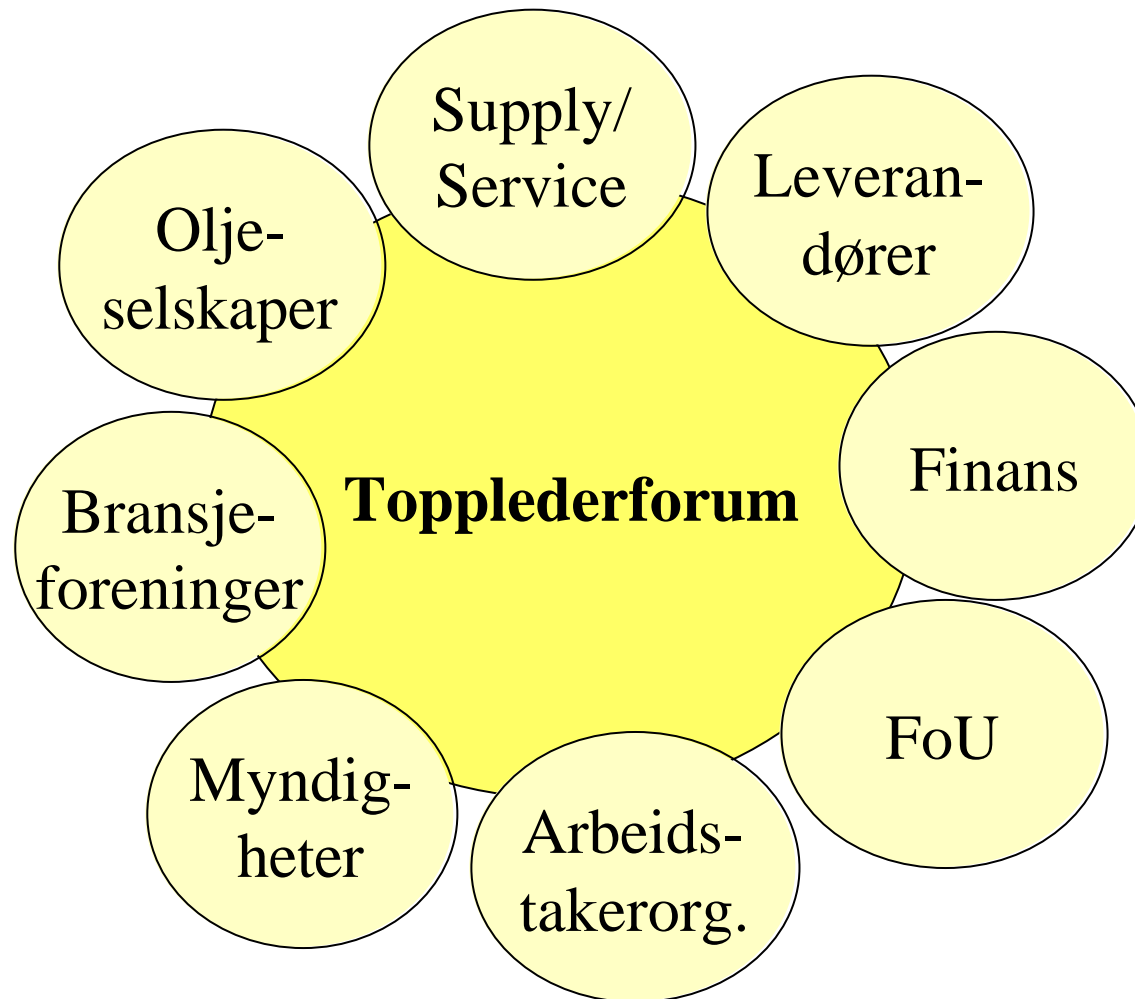 Supply/
Service
Leveran-
dører
Olje-
selskaper
Finans
Topplederforum
Bransje-
foreninger
FoU
Myndig-
heter
Arbeids-
takerorg.